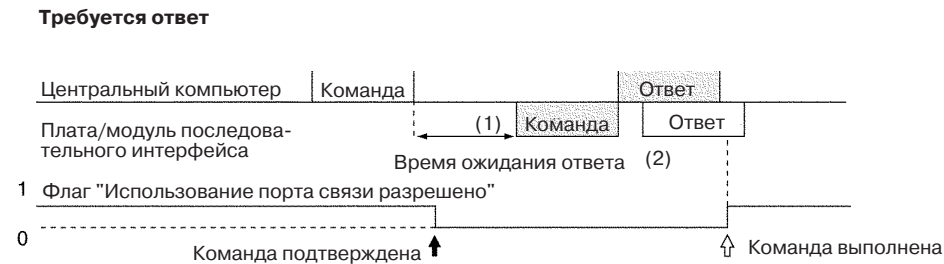 Требуется ответ
Центральный компьютер
Команда
Ответ
Плата/модуль последова-
тельного интерфейса
(1)
Команда
Ответ
Время ожидания ответа
(2)
1
Флаг "Использование порта связи разрешено"
0
Команда подтверждена
Команда выполнена